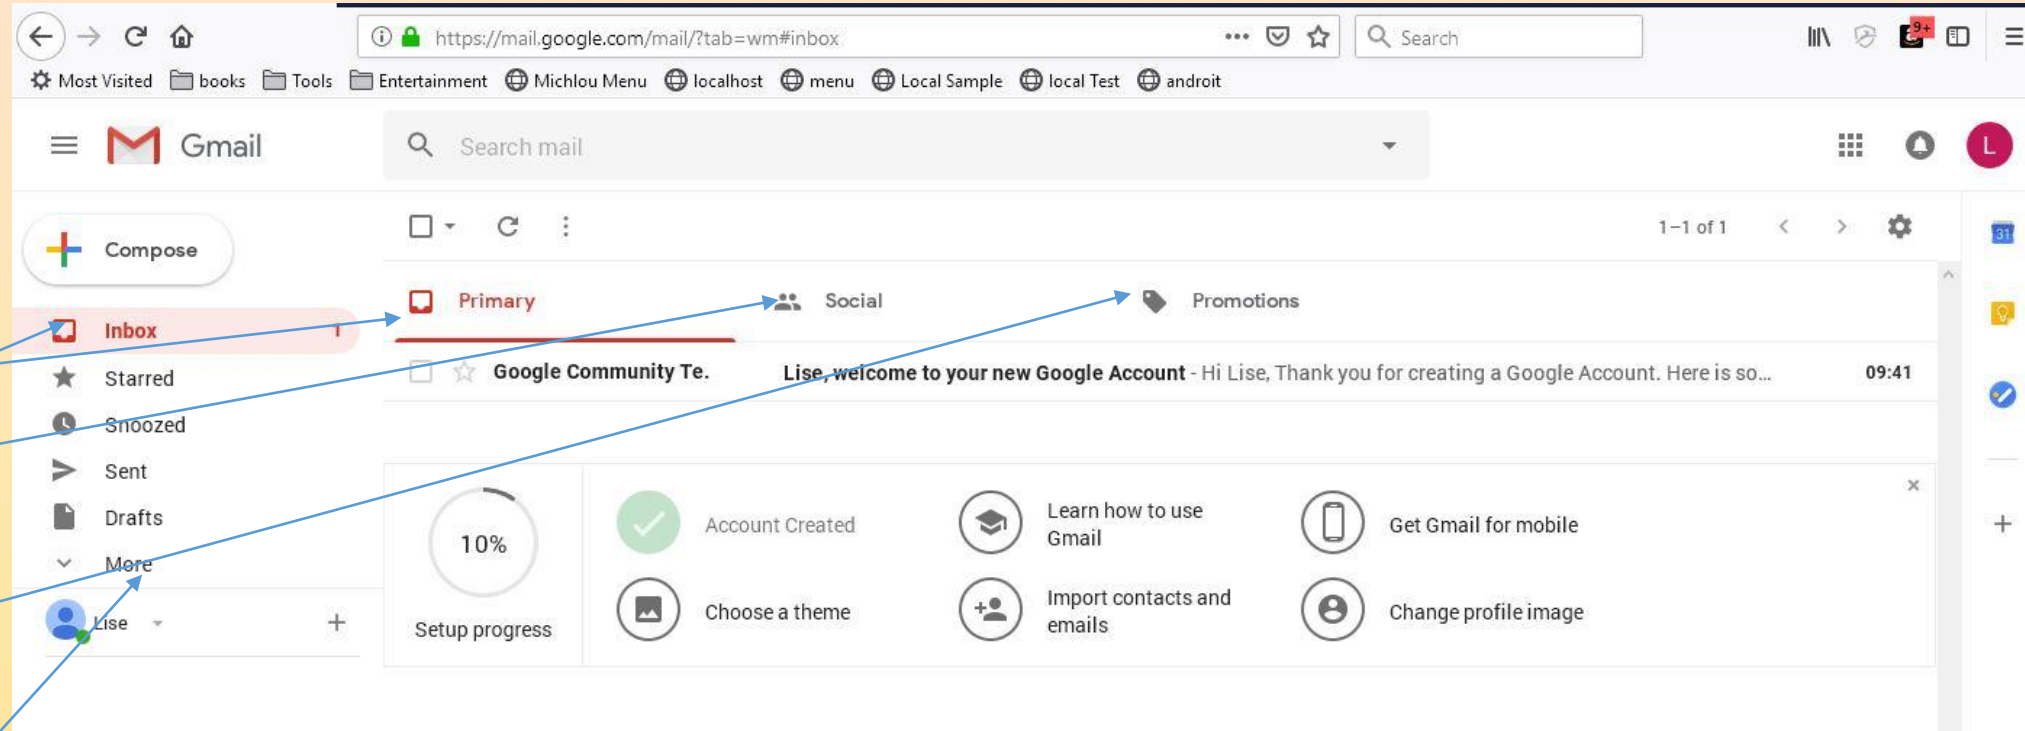 https://mail.google.com/mail/?tab=wm#inbox
Search
9+
Most Visited books Tools Entertainment Michlou Menu localhost menu Local Sample local Test androit
Gmail
Search mail
L
Compose
1–1 of 1
31
Primary
Social
Promotions
Inbox 1
Google Community Te. Lise, welcome to your new Google Account - Hi Lise, Thank you for creating a Google Account. Here is so... 09:41
Starred
Snoozed
Sent
Drafts
More
Lise
10%
Setup progress
Account Created
Learn how to use
Gmail
Get Gmail for mobile
Choose a theme
Import contacts and
emails
Change profile image